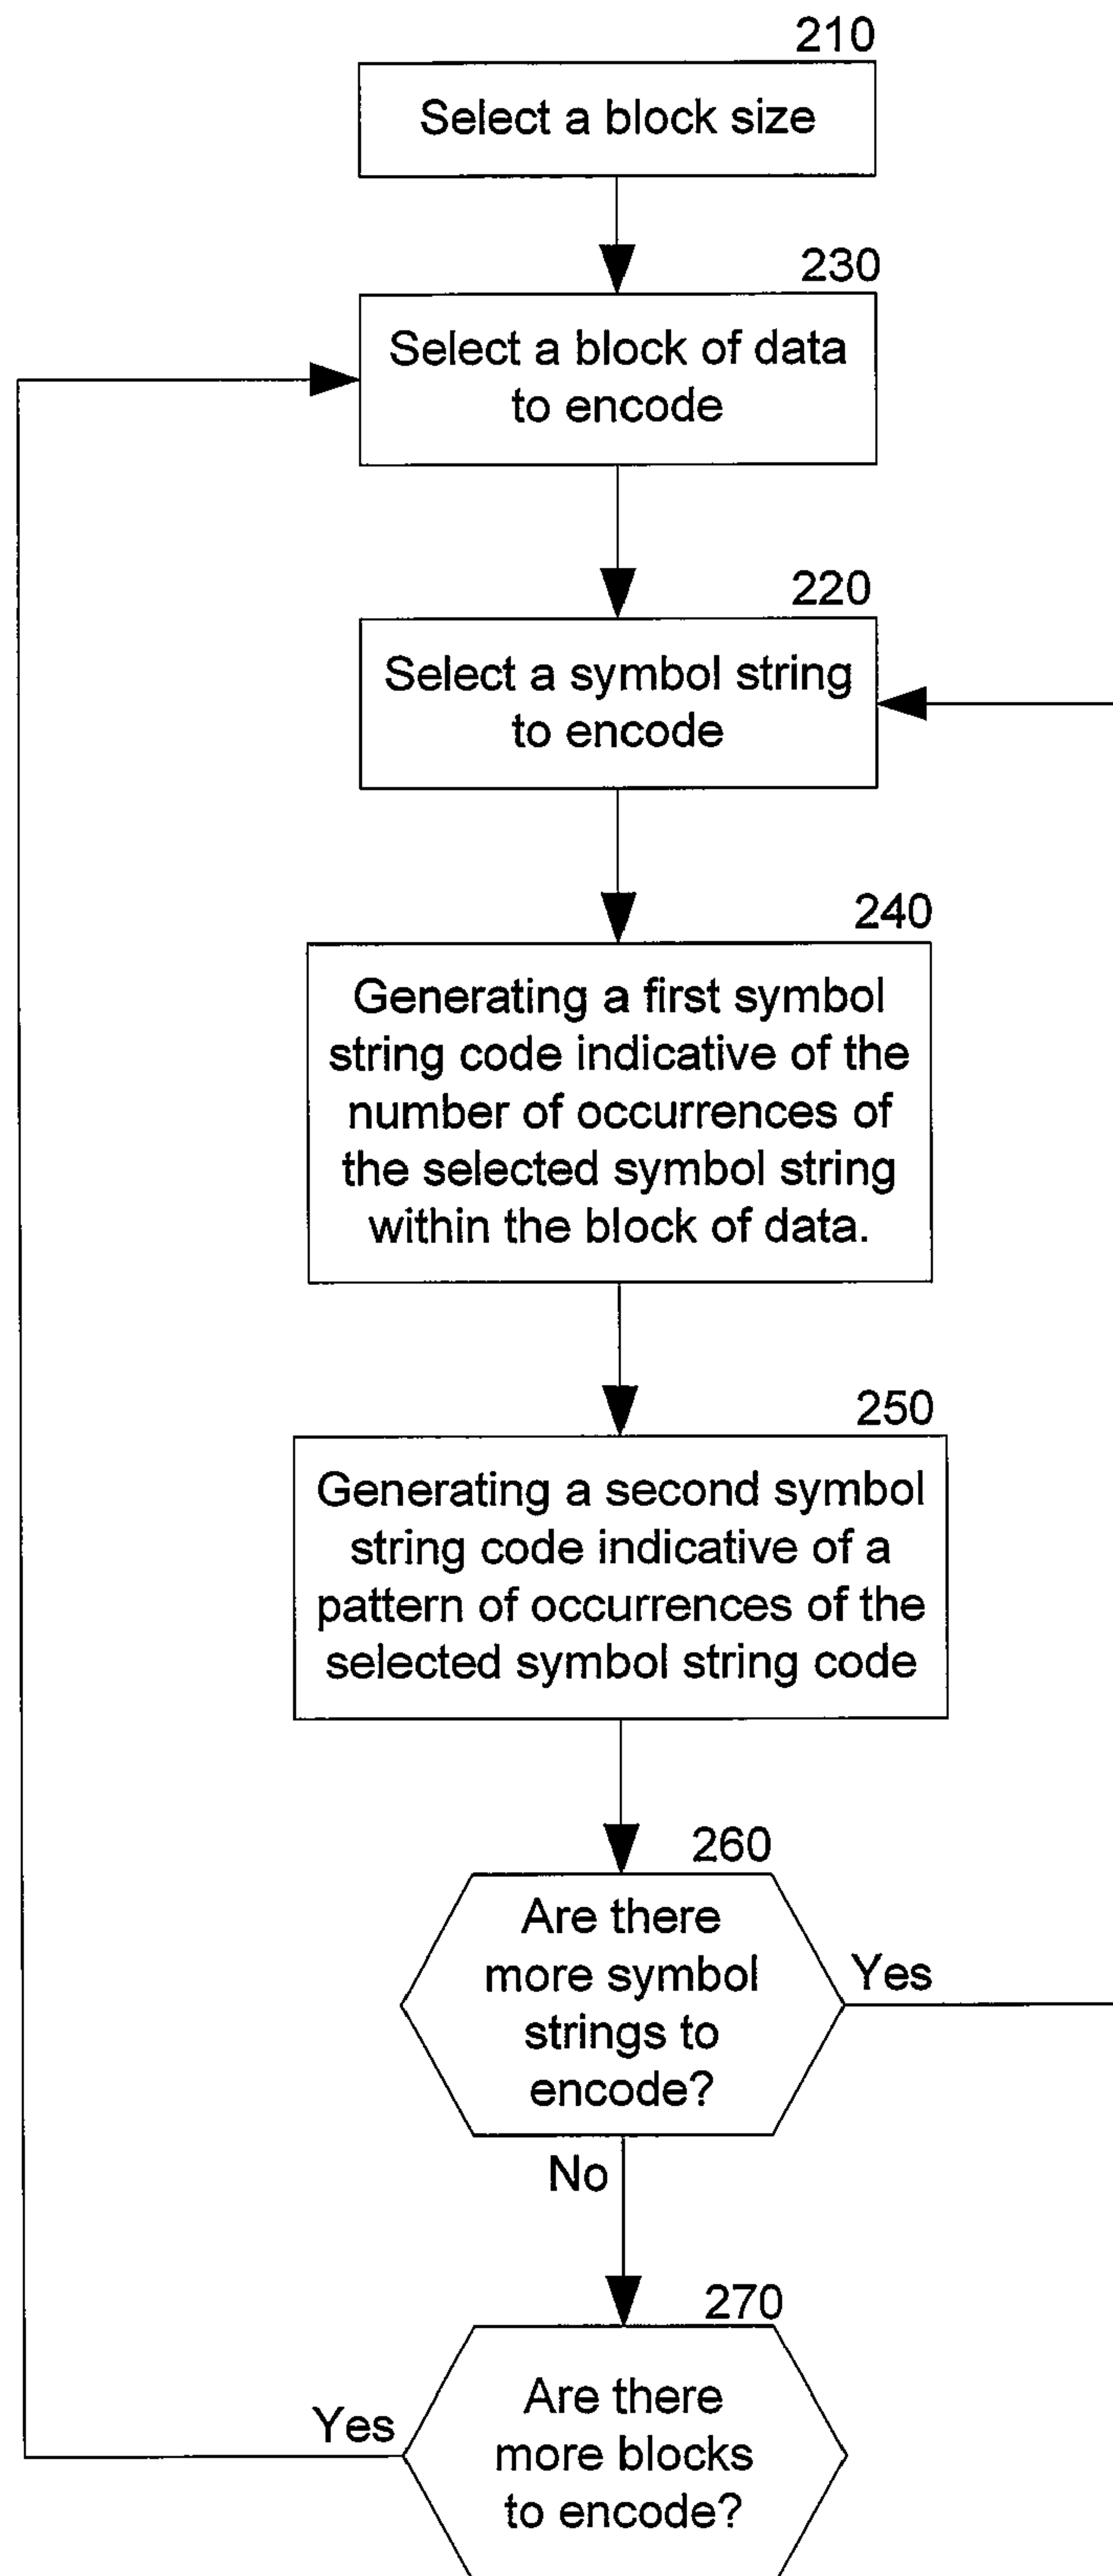 210
Select a block size
230
Select a block of data
to encode
220
Select a symbol string
to encode
240
Generating a first symbol
string code indicative of the
number of occurrences of
the selected symbol string
within the block of data.
250
Generating a second symbol
string code indicative of a
pattern of occurrences of the
selected symbol string code
260
Are there
more symbol
strings to
encode?
Yes
No
270
Are there
more blocks
to encode?
Yes